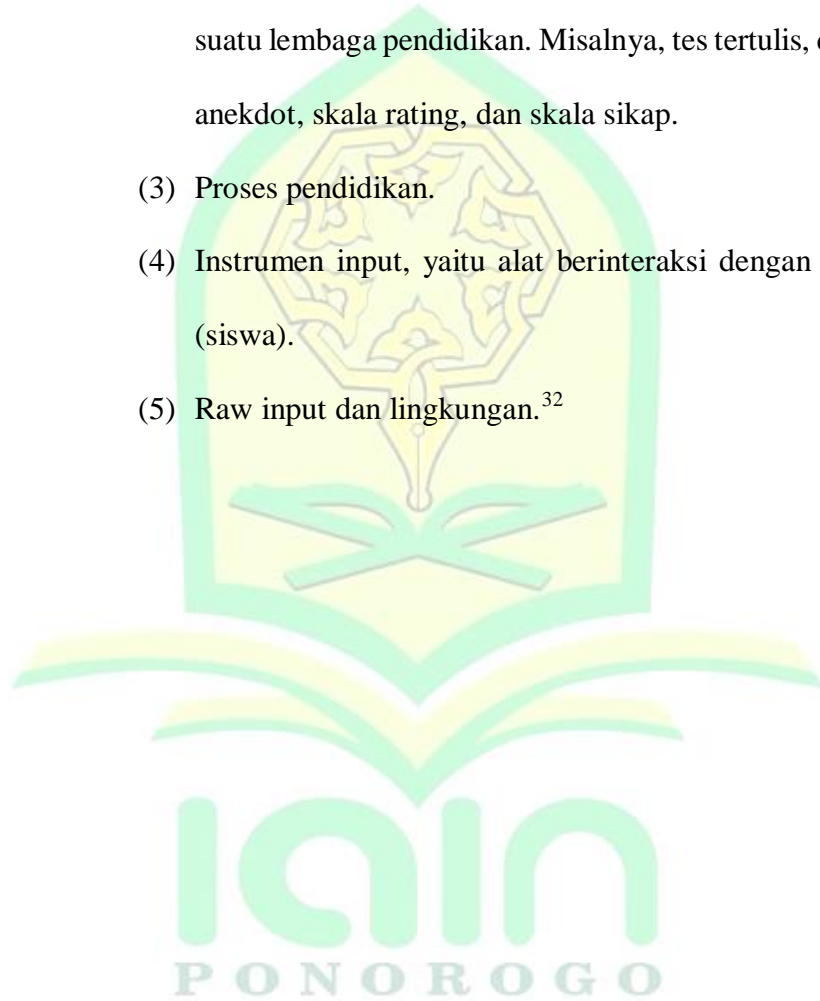 suatu lembaga pendidikan. Misalnya, tes tertulis,
anekdot, skala rating, dan skala sikap.
(3) Proses pendidikan.
(4) Instrumen input, yaitu alat berinteraksi dengan
(siswa).
(5) Raw input dan lingkungan.32
iain
PONOROGO